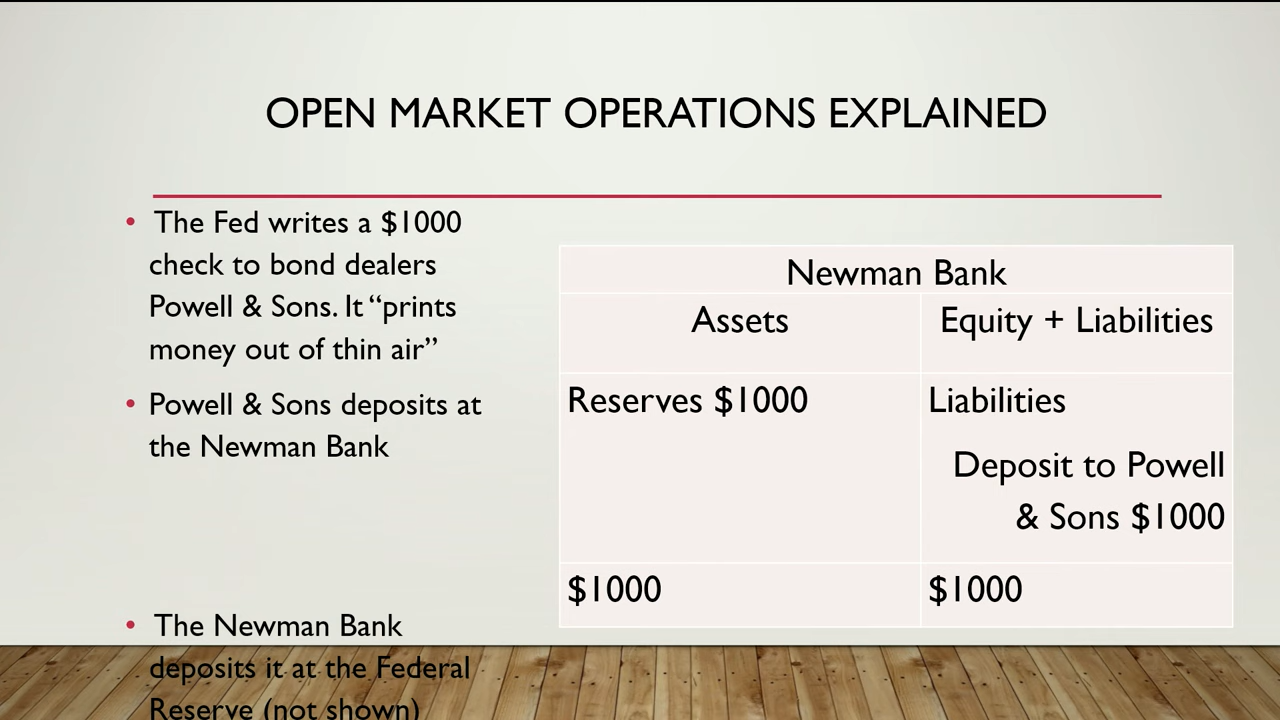 OPEN MARKET OPERATIONS EXPLAINED
• The Fed writes a $1000
check to bond dealers
Powell & Sons. It “prints
money out of thin air”
• Powell & Sons deposits at
the Newman Bank
• The Newman Bank
deposits it at the Federal
Reserve (not shown)
Newman Bank
Assets
Equity + Liabilities
Reserves $1000
Liabilities
Deposit to Powell
& Sons $1000
$1000
$1000